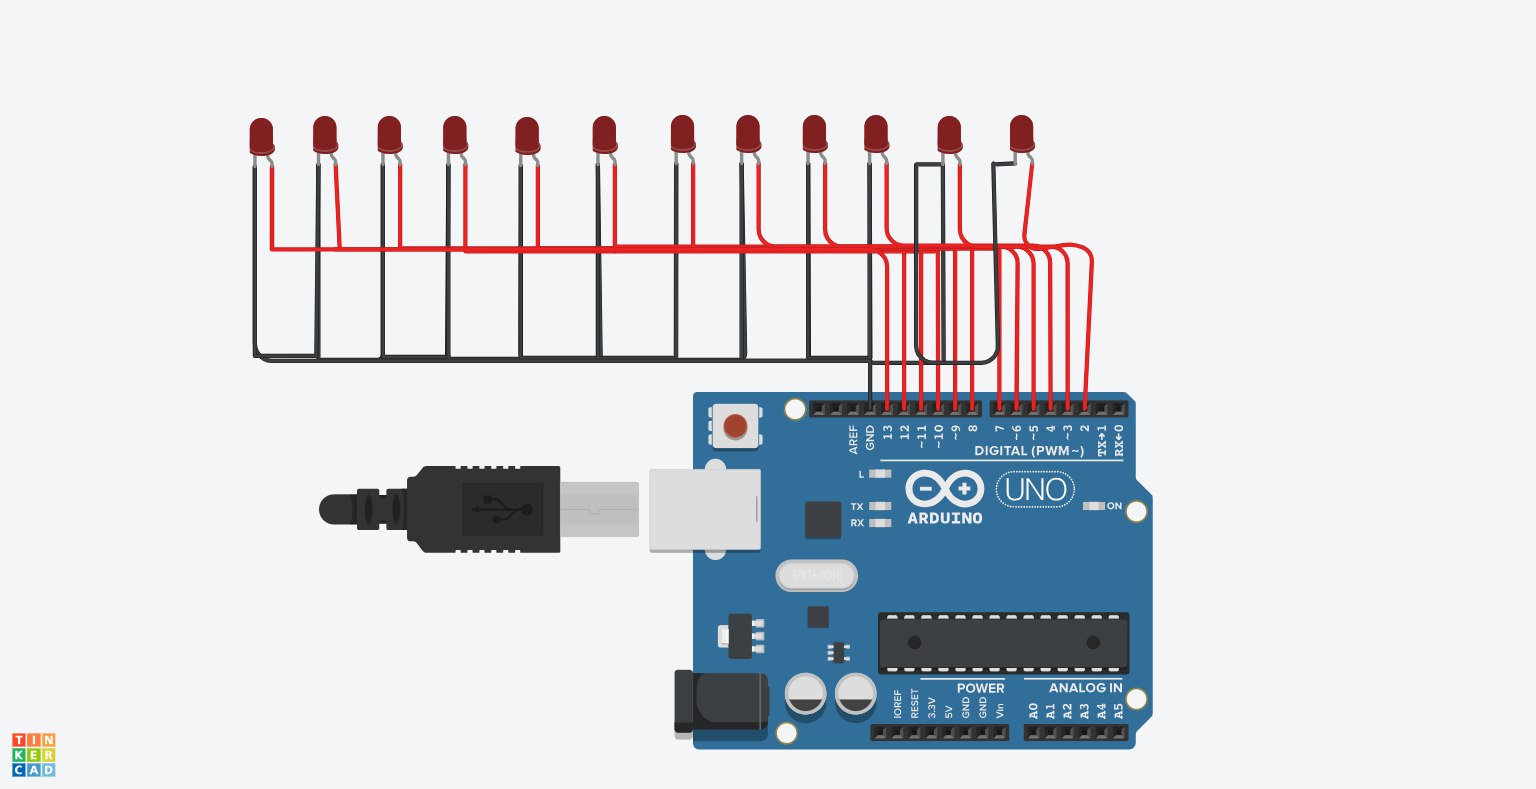 AREF
GND
13
12
~11
~10
~9
8
7
~6
~5
4
~3
2
TX→1
RX←0
DIGITAL (PWM~)
L
TX
RX
ARDUINO
UNO
ON
SPK16.000G
POWER
ANALOG IN
IOREF
RESET
3.3V
5V
GND
GND
Vin
A0
A1
A2
A3
A4
A5
TIN
KER
CAD